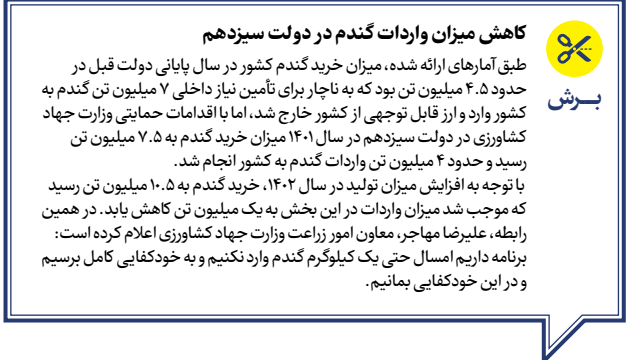 کاهش میزان واردات گندم در دولت سیزدهم
طبق آمارهای ارائه شده، میزان خرید گندم کشور در سال پایانی دولت قبل در
حدود ۴.۵ میلیون تن بود که به ناچار برای تأمین نیاز داخلی ۷ میلیون تن گندم به
کشور وارد و ارز قابل توجهی از کشور خارج شد، اما با اقدامات حمایتی وزارت جهاد
کشاورزی در دولت سیزدهم در سال ۱۴۰۱ میزان خرید گندم به ۷.۵ میلیون تن
رسید و حدود ۴ میلیون تن واردات گندم به کشور انجام شد.
با توجه به افزایش میزان تولید در سال ۱۴۰۲، خرید گندم به ۱۰.۵ میلیون تن رسید
که موجب شد میزان واردات در این بخش به یک میلیون تن کاهش یابد. در همین
رابطه، علیرضا مهاجر، معاون امور زراعت وزارت جهاد کشاورزی اعلام کرده است:
برنامه داریم امسال حتی یک کیلوگرم گندم وارد نکنیم و به خودکفایی کامل برسیم
و در این خودکفایی بمانیم.
بـرش